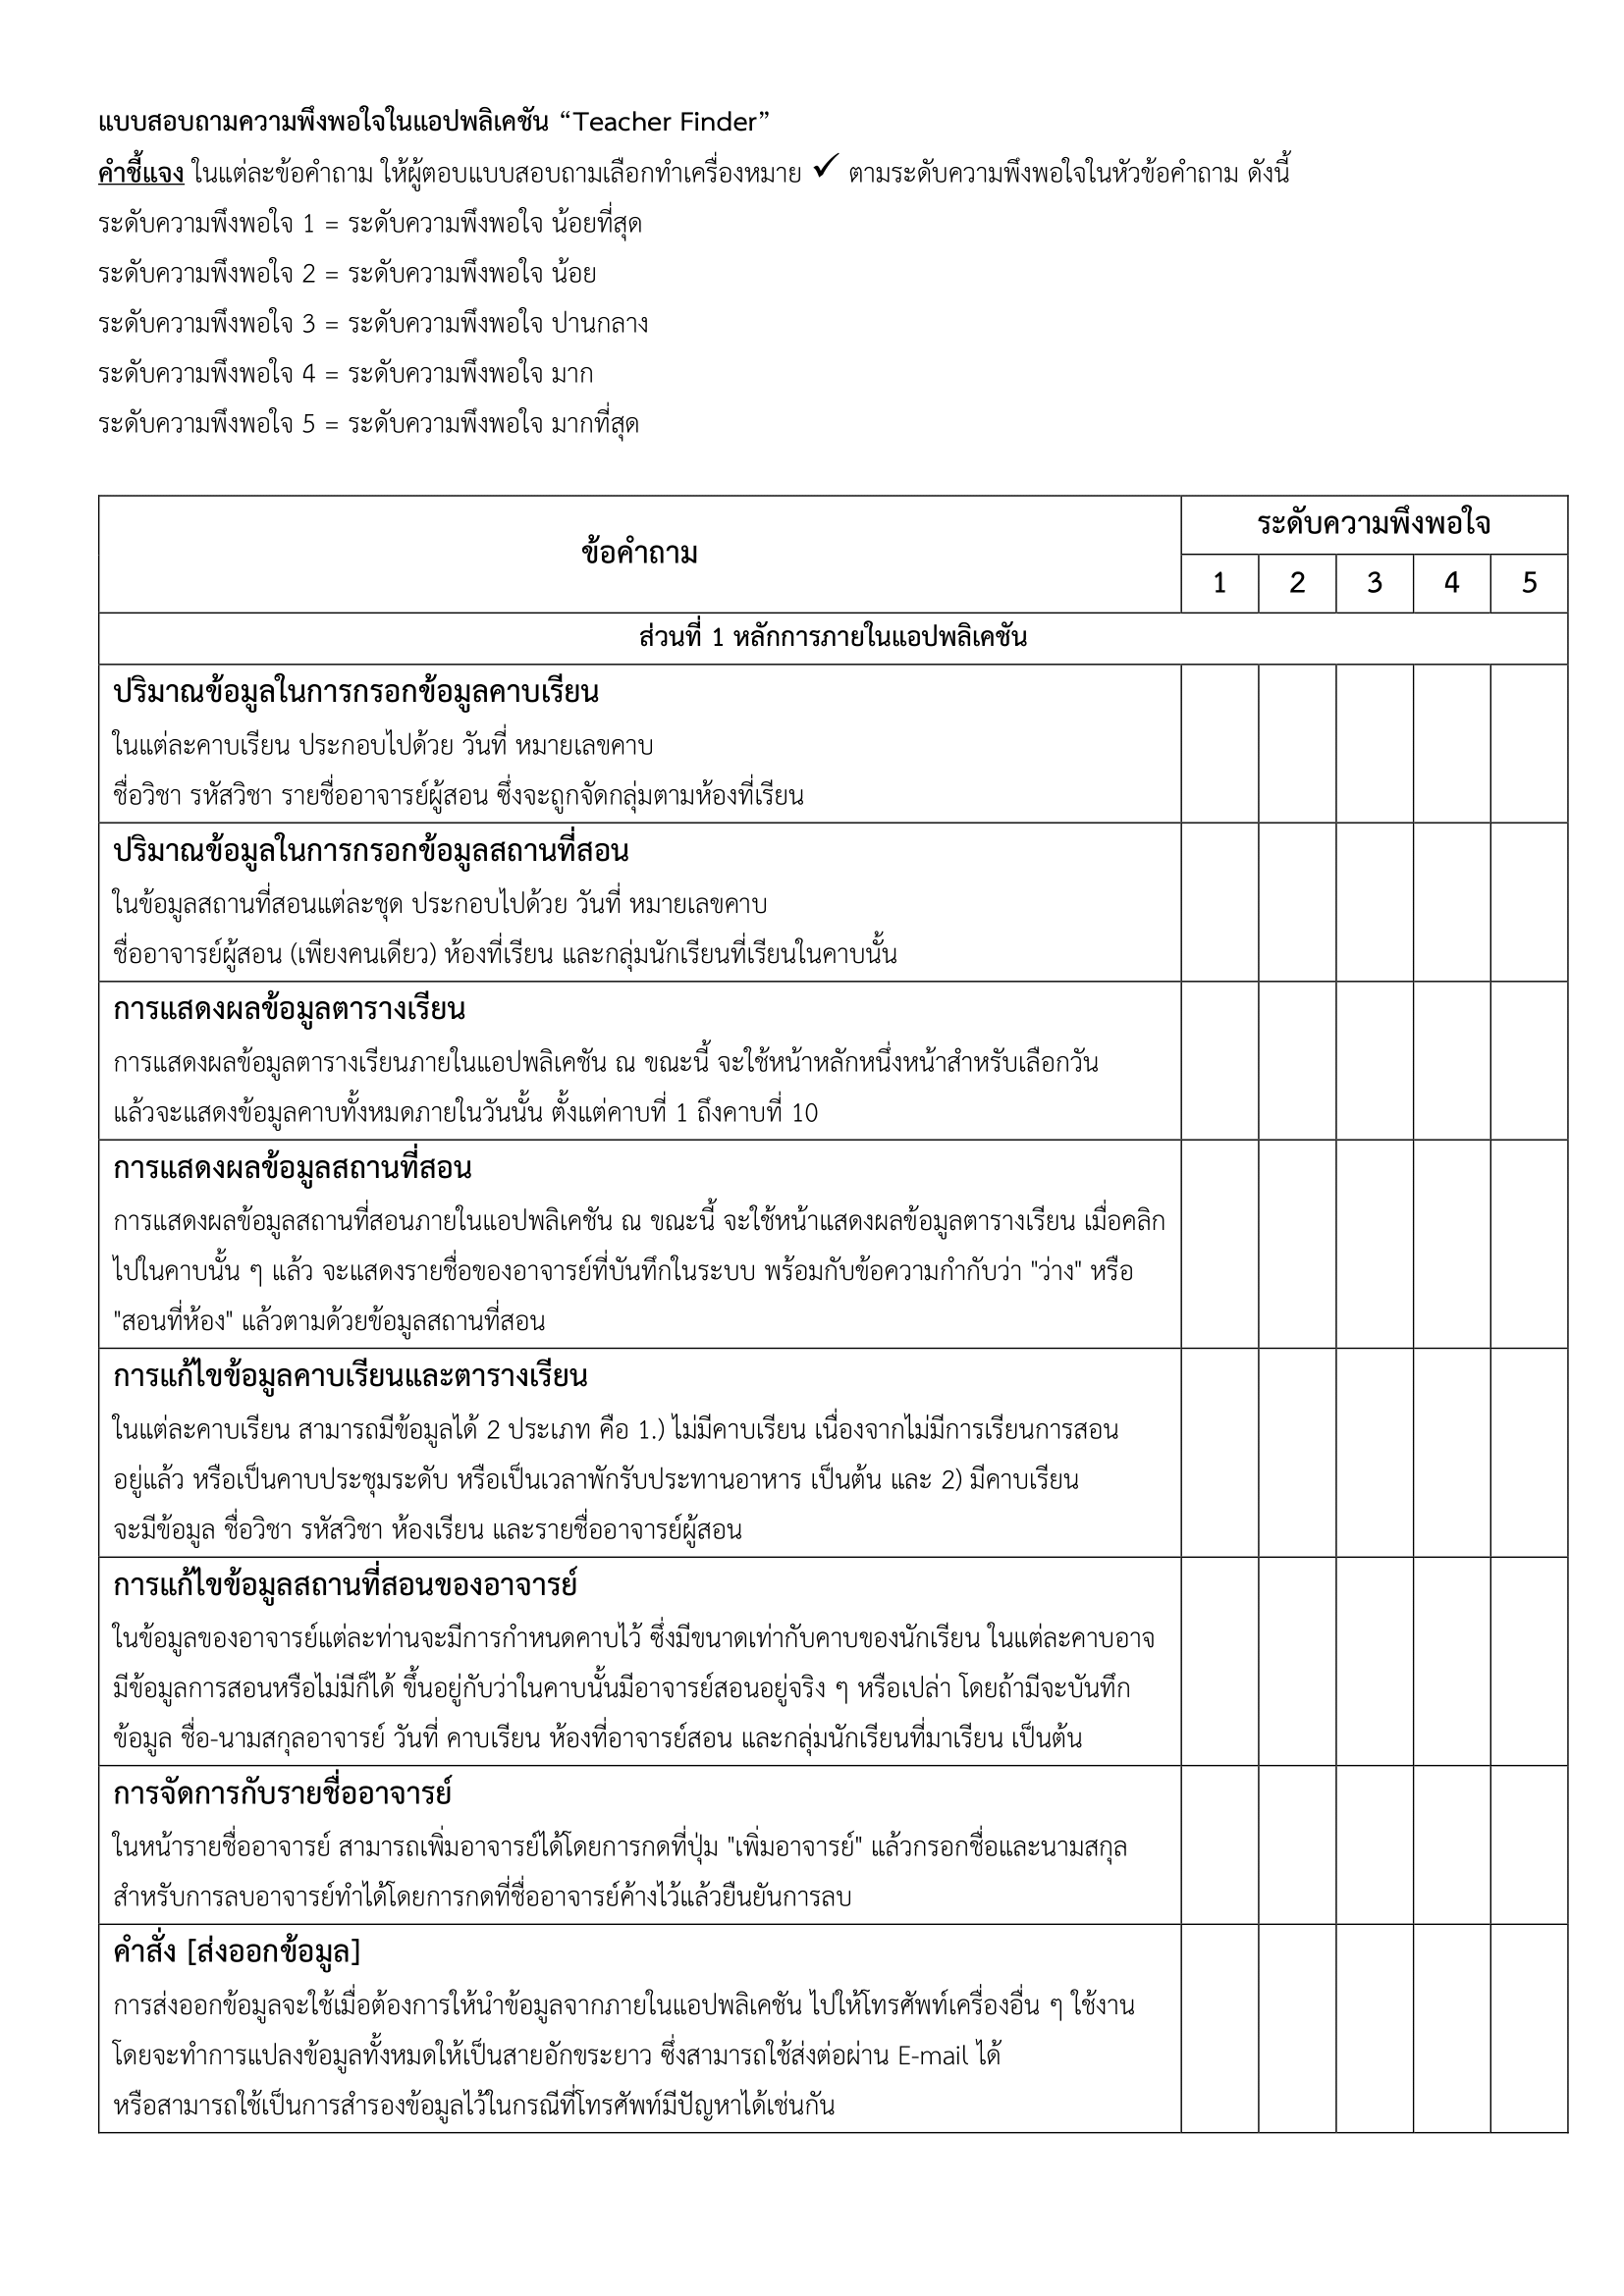 แบบสอบถามความพึงพอใจในแอปพลิเคชัน “Teacher Finder”
คำชี้แจง ในแต่ละข้อคำถาม ให้ผู้ตอบแบบสอบถามเลือกทำเครื่องหมาย ✓ ตามระดับความพึงพอใจในหัวข้อคำถาม ดังนี้
ระดับความพึงพอใจ 1 = ระดับความพึงพอใจ น้อยที่สุด
ระดับความพึงพอใจ 2 = ระดับความพึงพอใจ น้อย
ระดับความพึงพอใจ 3 = ระดับความพึงพอใจ ปานกลาง
ระดับความพึงพอใจ 4 = ระดับความพึงพอใจ มาก
ระดับความพึงพอใจ 5 = ระดับความพึงพอใจ มากที่สุด
ข้อคำถาม
ระดับความพึงพอใจ
1 2 3 4 5
ส่วนที่ 1 หลักการภายในแอปพลิเคชัน
ปริมาณข้อมูลในการกรอกข้อมูลคาบเรียน
ในแต่ละคาบเรียน ประกอบไปด้วย วันที่ หมายเลขคาบ
ชื่อวิชา รหัสวิชา รายชื่ออาจารย์ผู้สอน ซึ่งจะถูกจัดกลุ่มตามห้องที่เรียน
ปริมาณข้อมูลในการกรอกข้อมูลสถานที่สอน
ในข้อมูลสถานที่สอนแต่ละชุด ประกอบไปด้วย วันที่ หมายเลขคาบ
ชื่ออาจารย์ผู้สอน (เพียงคนเดียว) ห้องที่เรียน และกลุ่มนักเรียนที่เรียนในคาบนั้น
การแสดงผลข้อมูลตารางเรียน
การแสดงผลข้อมูลตารางเรียนภายในแอปพลิเคชัน ณ ขณะนี้ จะใช้หน้าหลักหนึ่งหน้าสำหรับเลือกวัน
แล้วจะแสดงข้อมูลคาบทั้งหมดภายในวันนั้น ตั้งแต่คาบที่ 1 ถึงคาบที่ 10
การแสดงผลข้อมูลสถานที่สอน
การแสดงผลข้อมูลสถานที่สอนภายในแอปพลิเคชัน ณ ขณะนี้ จะใช้หน้าแสดงผลข้อมูลตารางเรียน เมื่อคลิก
ไปในคาบนั้น ๆ แล้ว จะแสดงรายชื่อของอาจารย์ที่บันทึกในระบบ พร้อมกับข้อความกำกับว่า "ว่าง" หรือ
"สอนที่ห้อง" แล้วตามด้วยข้อมูลสถานที่สอน
การแก้ไขข้อมูลคาบเรียนและตารางเรียน
ในแต่ละคาบเรียน สามารถมีข้อมูลได้ 2 ประเภท คือ 1.) ไม่มีคาบเรียน เนื่องจากไม่มีการเรียนการสอน
อยู่แล้ว หรือเป็นคาบประชุมระดับ หรือเป็นเวลาพักรับประทานอาหาร เป็นต้น และ 2) มีคาบเรียน
จะมีข้อมูล ชื่อวิชา รหัสวิชา ห้องเรียน และรายชื่ออาจารย์ผู้สอน
การแก้ไขข้อมูลสถานที่สอนของอาจารย์
ในข้อมูลของอาจารย์แต่ละท่านจะมีการกำหนดคาบไว้ ซึ่งมีขนาดเท่ากับคาบของนักเรียน ในแต่ละคาบอาจ
มีข้อมูลการสอนหรือไม่มีก็ได้ ขึ้นอยู่กับว่าในคาบนั้นมีอาจารย์สอนอยู่จริง ๆ หรือเปล่า โดยถ้ามีจะบันทึก
ข้อมูล ชื่อ-นามสกุลอาจารย์ วันที่ คาบเรียน ห้องที่อาจารย์สอน และกลุ่มนักเรียนที่มาเรียน เป็นต้น
การจัดการกับรายชื่ออาจารย์
ในหน้ารายชื่ออาจารย์ สามารถเพิ่มอาจารย์ได้โดยการกดที่ปุ่ม "เพิ่มอาจารย์" แล้วกรอกชื่อและนามสกุล
สำหรับการลบอาจารย์ทำได้โดยการกดที่ชื่ออาจารย์ค้างไว้แล้วยืนยันการลบ
คำสั่ง [ส่งออกข้อมูล]
การส่งออกข้อมูลจะใช้เมื่อต้องการให้นำข้อมูลจากภายในแอปพลิเคชัน ไปให้โทรศัพท์เครื่องอื่น ๆ ใช้งาน
โดยจะทำการแปลงข้อมูลทั้งหมดให้เป็นสายอักขระยาว ซึ่งสามารถใช้ส่งต่อผ่าน E-mail ได้
หรือสามารถใช้เป็นการสำรองข้อมูลไว้ในกรณีที่โทรศัพท์มีปัญหาได้เช่นกัน